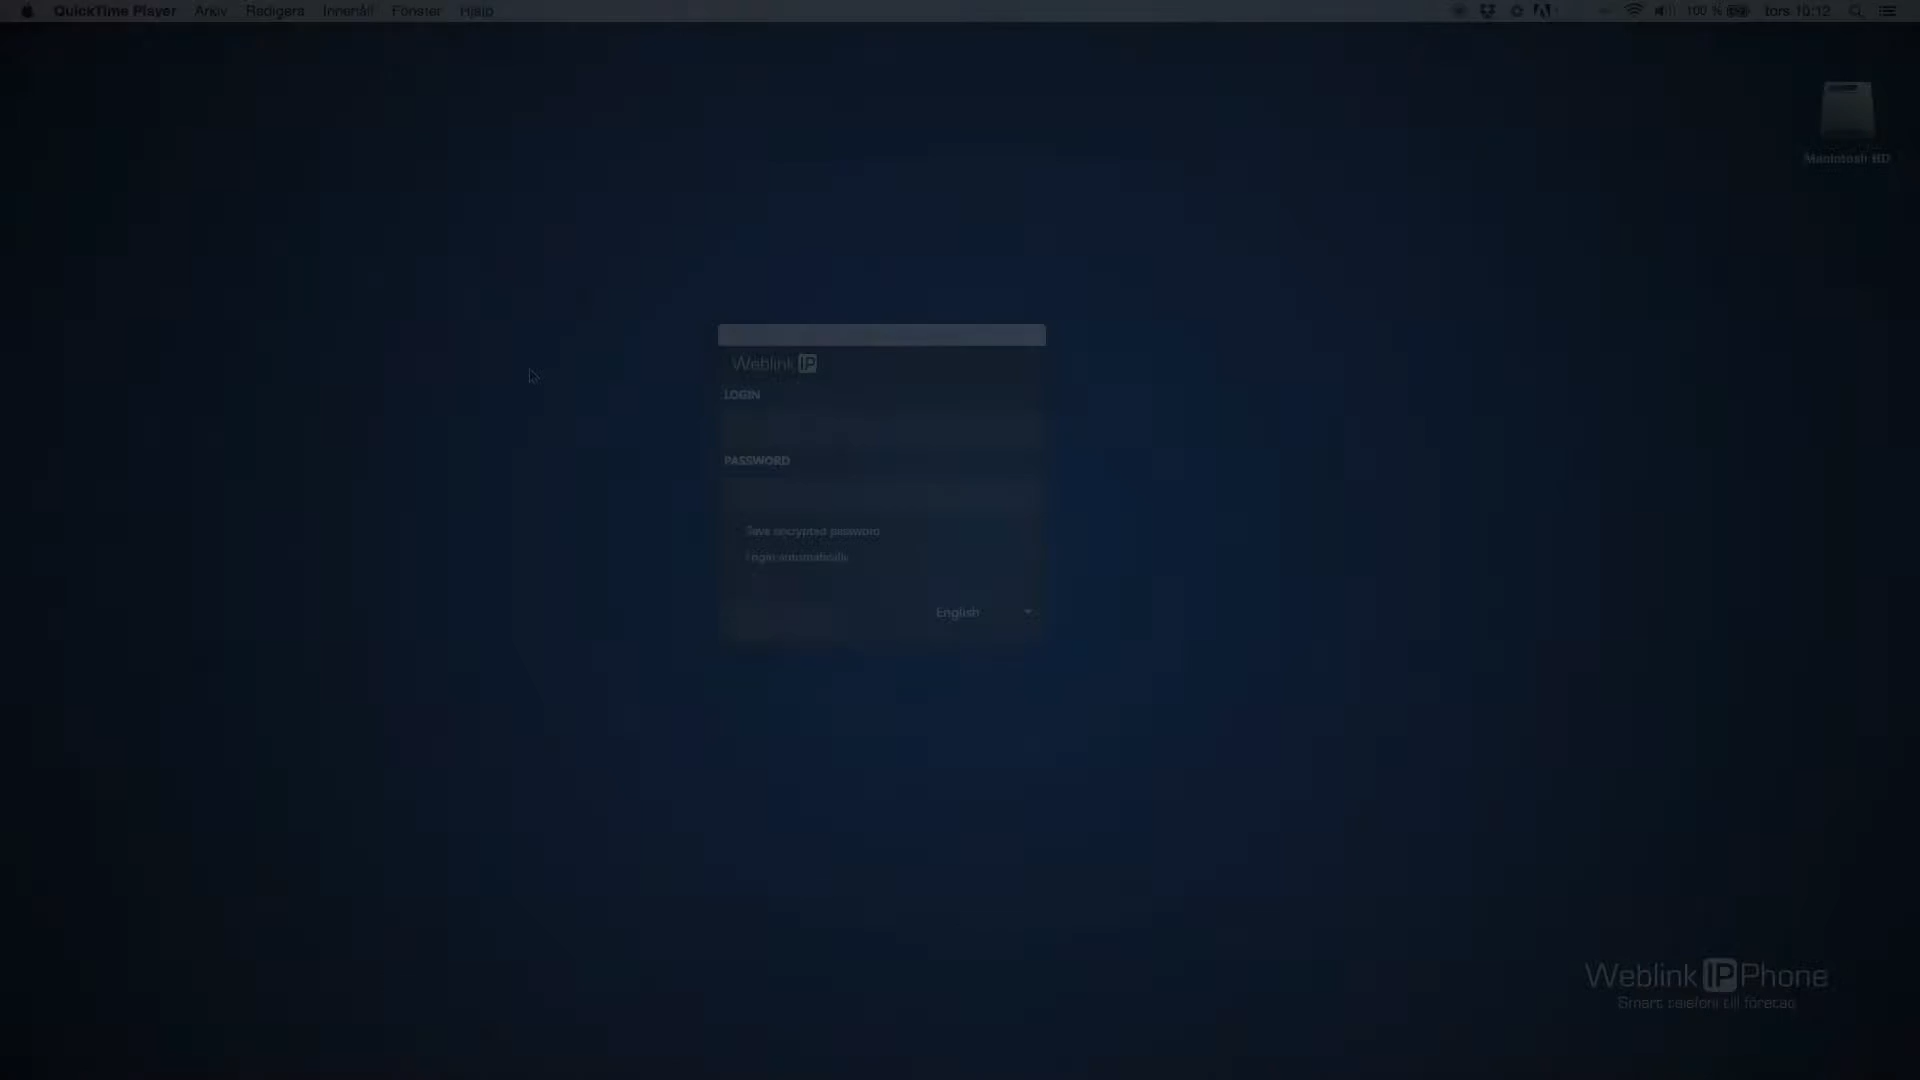 QuickTime Player Arkiv Redigera Innehåll Fönster Hjälp 100 % tors 10:12
Macintosh HD
Weblink IP
LOGIN
PASSWORD
Save encrypted password
Login automatically
English
Weblink IP Phone
Smart telefoni till företag